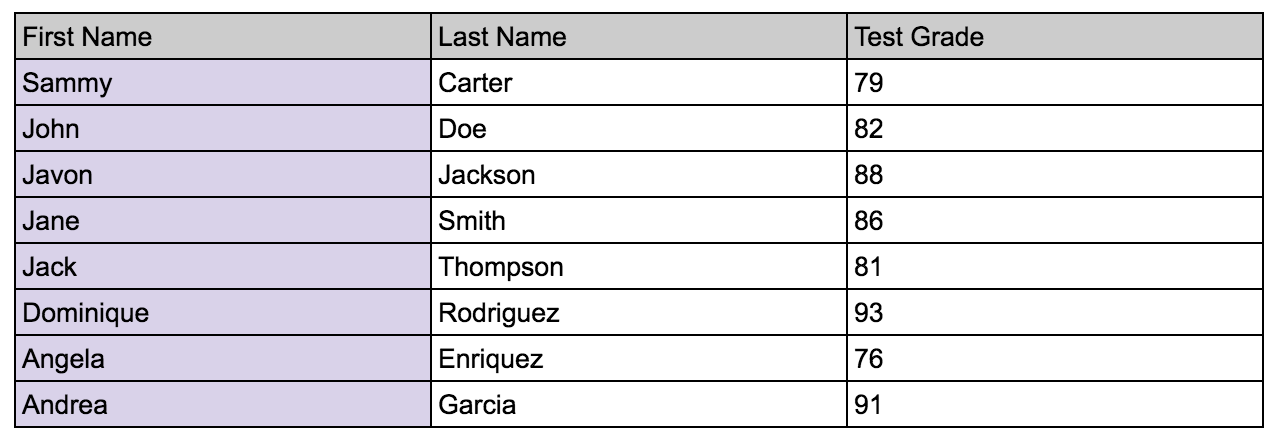 First Name Last Name Test Grade
Sammy Carter 79
John Doe 82
Javon Jackson 88
Jane Smith 86
Jack Thompson 81
Dominique Rodriguez 93
Angela Enriquez 76
Andrea Garcia 91